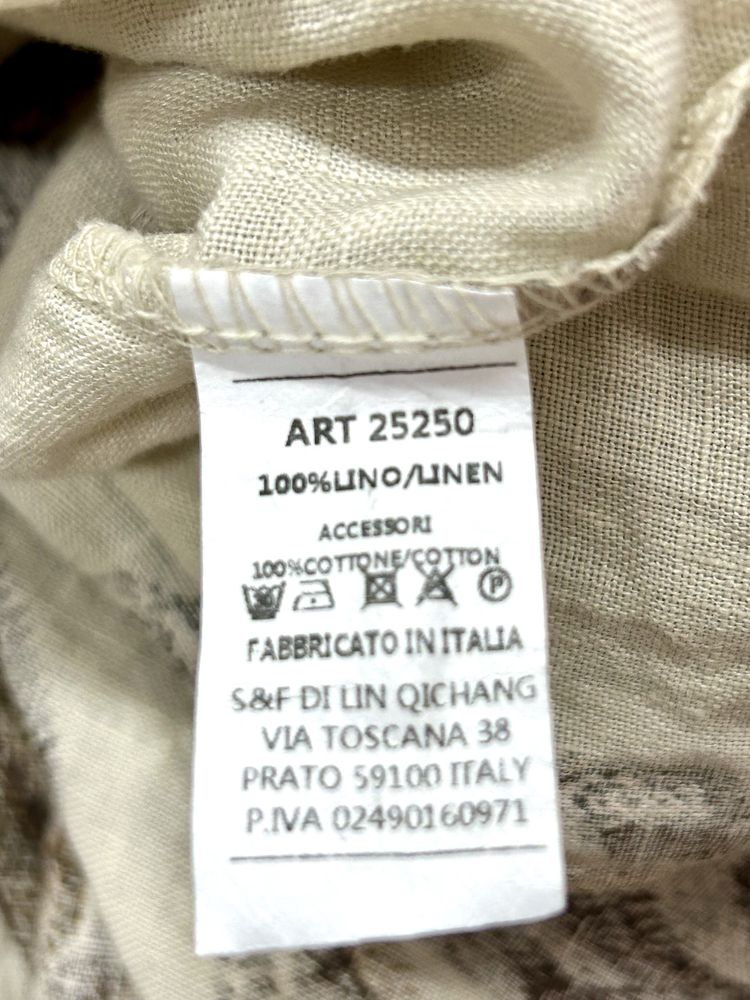 ART 25250
100%LINO/LINEN
ACCESSORI
100%COTTONE/COTTON
P
FABBRICATO IN ITALIA
S&F DI LIN QICHANG
VIA TOSCANA 38
PRATO 59100 ITALY
P.IVA 02490160971